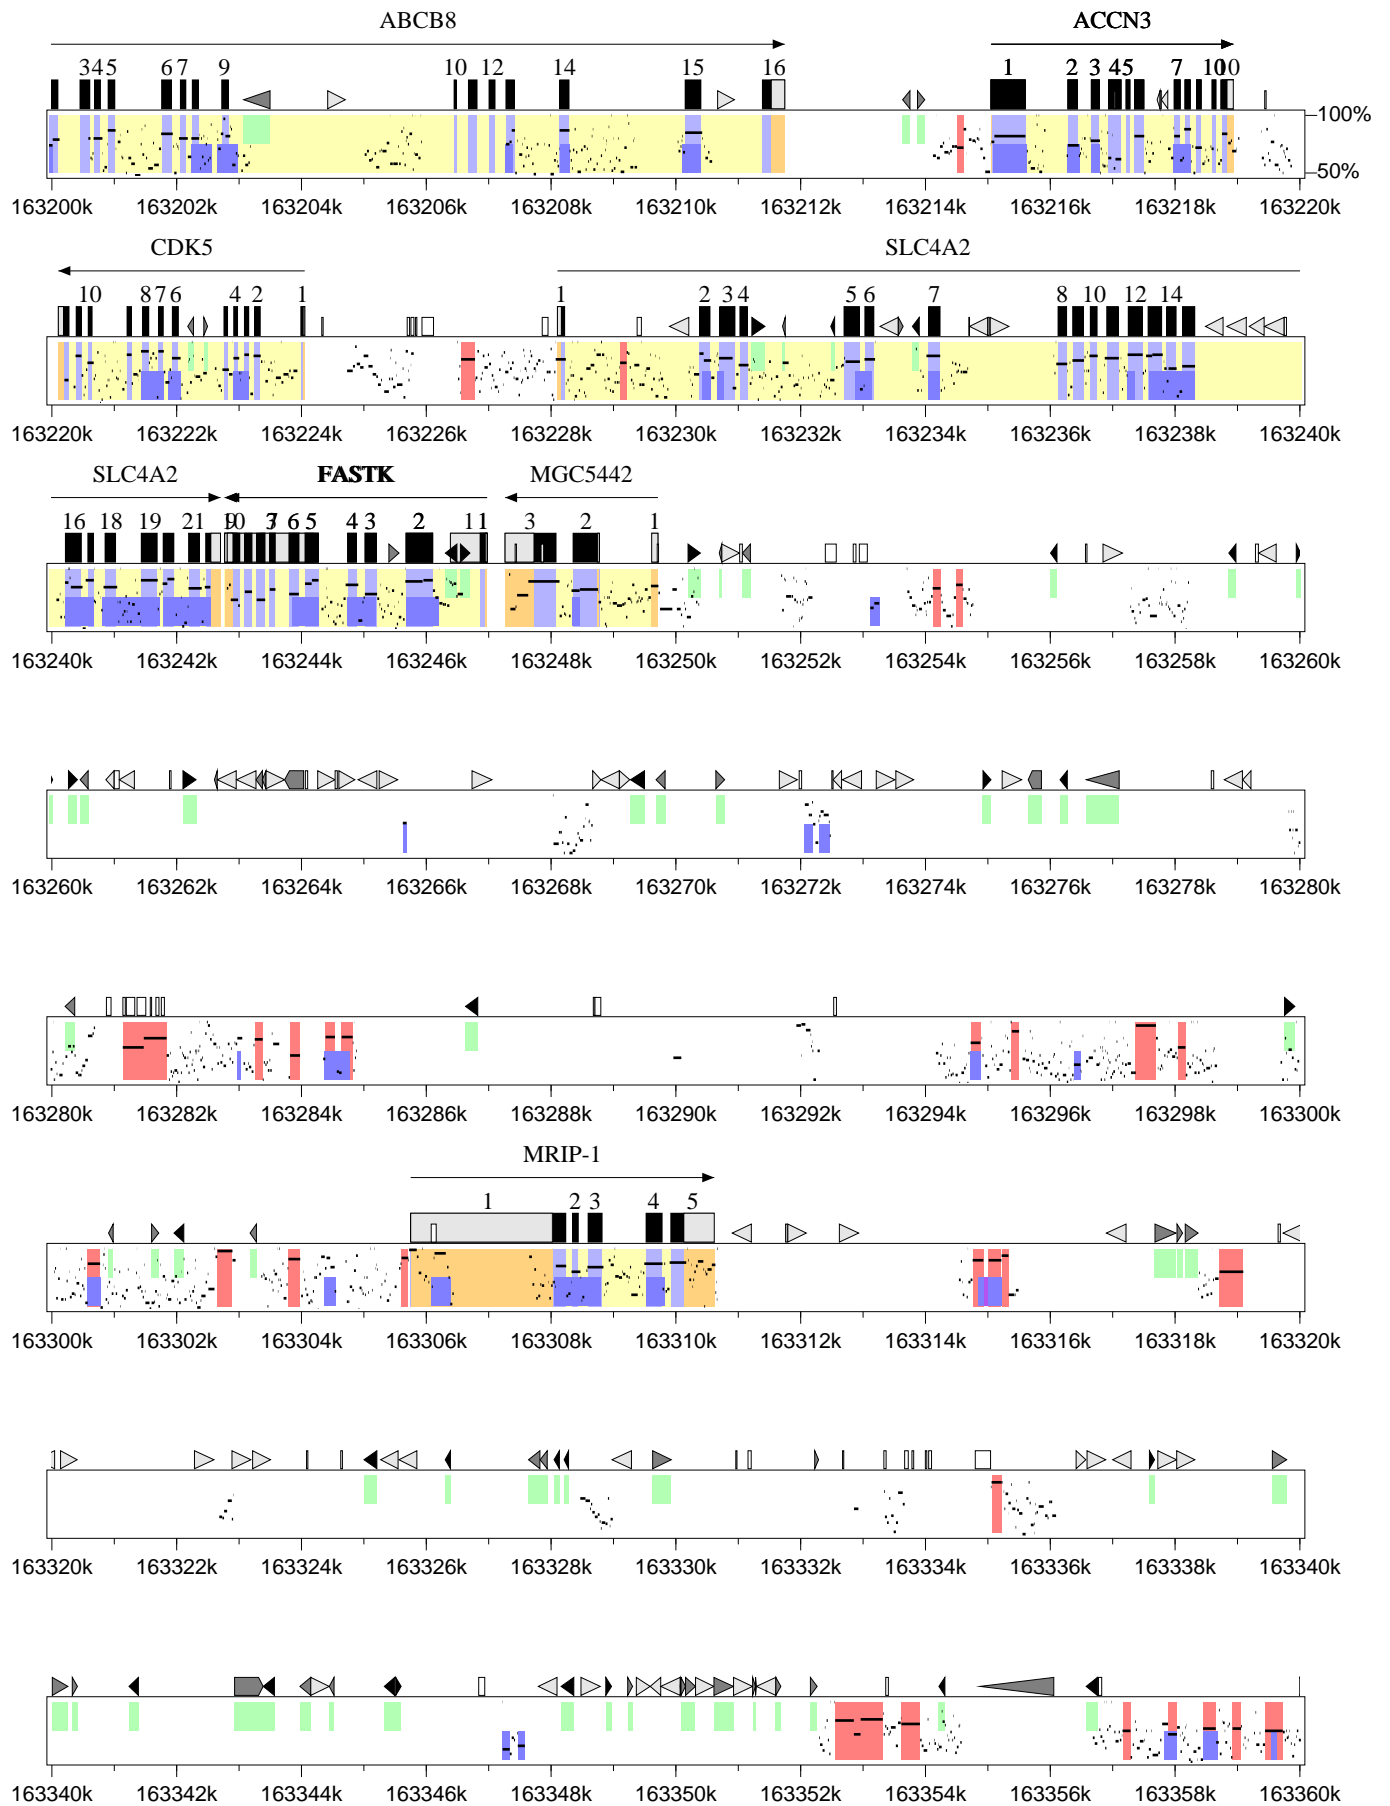 ABCB8 ACCN3
3 4 5 6 7 9 10 12 14 15 16 1 2 3 4 5 7 10 10
100%
50%
163200k 163202k 163204k 163206k 163208k 163210k 163212k 163214k 163216k 163218k 163220k
CDK5 SLC4A2
10 8 7 6 4 2 1 1 2 3 4 5 6 7 8 10 12 14
163220k 163222k 163224k 163226k 163228k 163230k 163232k 163234k 163236k 163238k 163240k
SLC4A2 FASTK MGC5442
16 18 19 21 9 10 7 6 5 4 3 2 11 3 2 1
163240k 163242k 163244k 163246k 163248k 163250k 163252k 163254k 163256k 163258k 163260k
163260k 163262k 163264k 163266k 163268k 163270k 163272k 163274k 163276k 163278k 163280k
163280k 163282k 163284k 163286k 163288k 163290k 163292k 163294k 163296k 163298k 163300k
MRIP-1
1 2 3 4 5
163300k 163302k 163304k 163306k 163308k 163310k 163312k 163314k 163316k 163318k 163320k
163320k 163322k 163324k 163326k 163328k 163330k 163332k 163334k 163336k 163338k 163340k
163340k 163342k 163344k 163346k 163348k 163350k 163352k 163354k 163356k 163358k 163360k